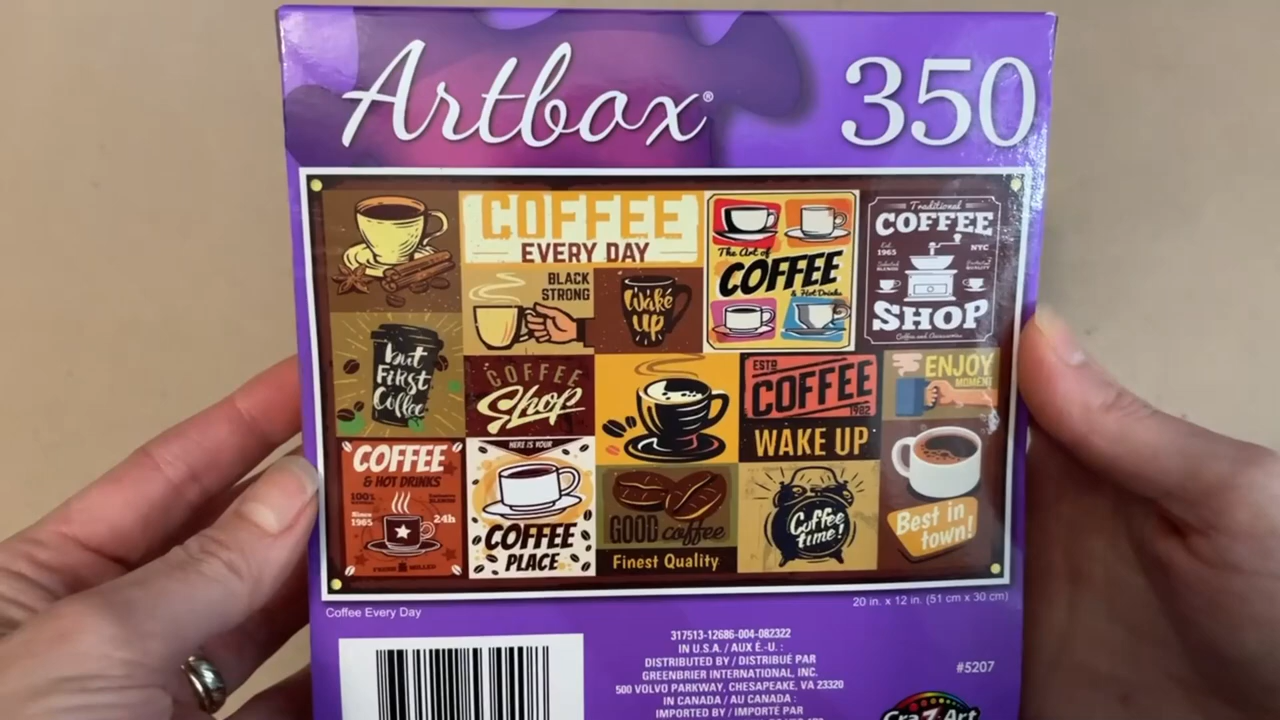 Artbox®
350
COFFEE
EVERY DAY
BLACK
STRONG
Wake
UP
The Art of
COFFEE
& Hot Drinks
Traditional
COFFEE
Est.
1965
NYC
SHOP
but
First
Coffee
COFFEE
Shop
ESTD
COFFEE
1982
WAKE UP
ENJOY
MOMENT
COFFEE
& HOT DRINKS
100%
Since
1965
24h
HERE IS YOUR
COFFEE
PLACE
GOOD coffee
Finest Quality
Coffee
time!
Best in
town!
Coffee Every Day
20 in. x 12 in. (51 cm x 30 cm)
317513-12686-004-082322
IN U.S.A. / AUX É.-U. :
DISTRIBUTED BY / DISTRIBUÉ PAR
GREENBRIER INTERNATIONAL, INC.
500 VOLVO PARKWAY, CHESAPEAKE, VA 23320
IN CANADA / AU CANADA :
IMPORTED BY / IMPORTÉ PAR
#5207
Cra-Z-Art